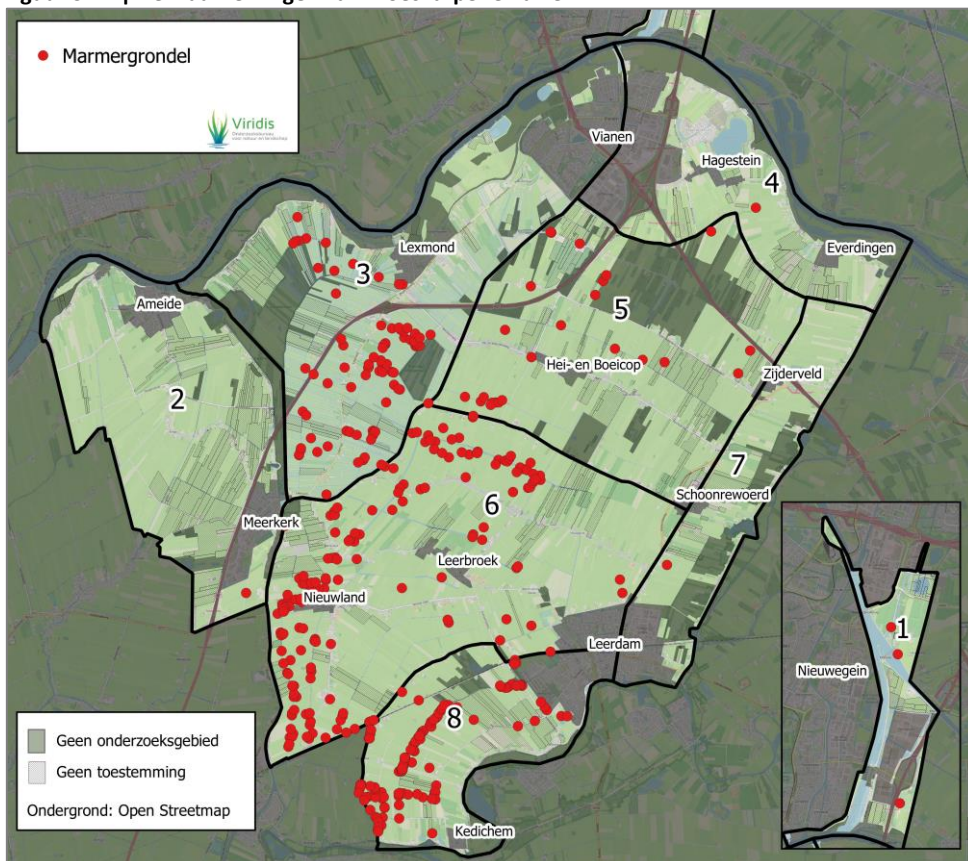 Marmergrondel
Viridis
Vianen
Hagestein
4
Everdingen
Lexmond
3
Ameide
5
Hei- en Boeicop
Zijderveld
2
7
Schoonrewoerd
6
Meerkerk
Leerbroek
Nieuwland
Leerdam
1
Nieuwegein
8
Kedichem
Geen onderzoeksgebied
Geen toestemming
Ondergrond: Open Streetmap